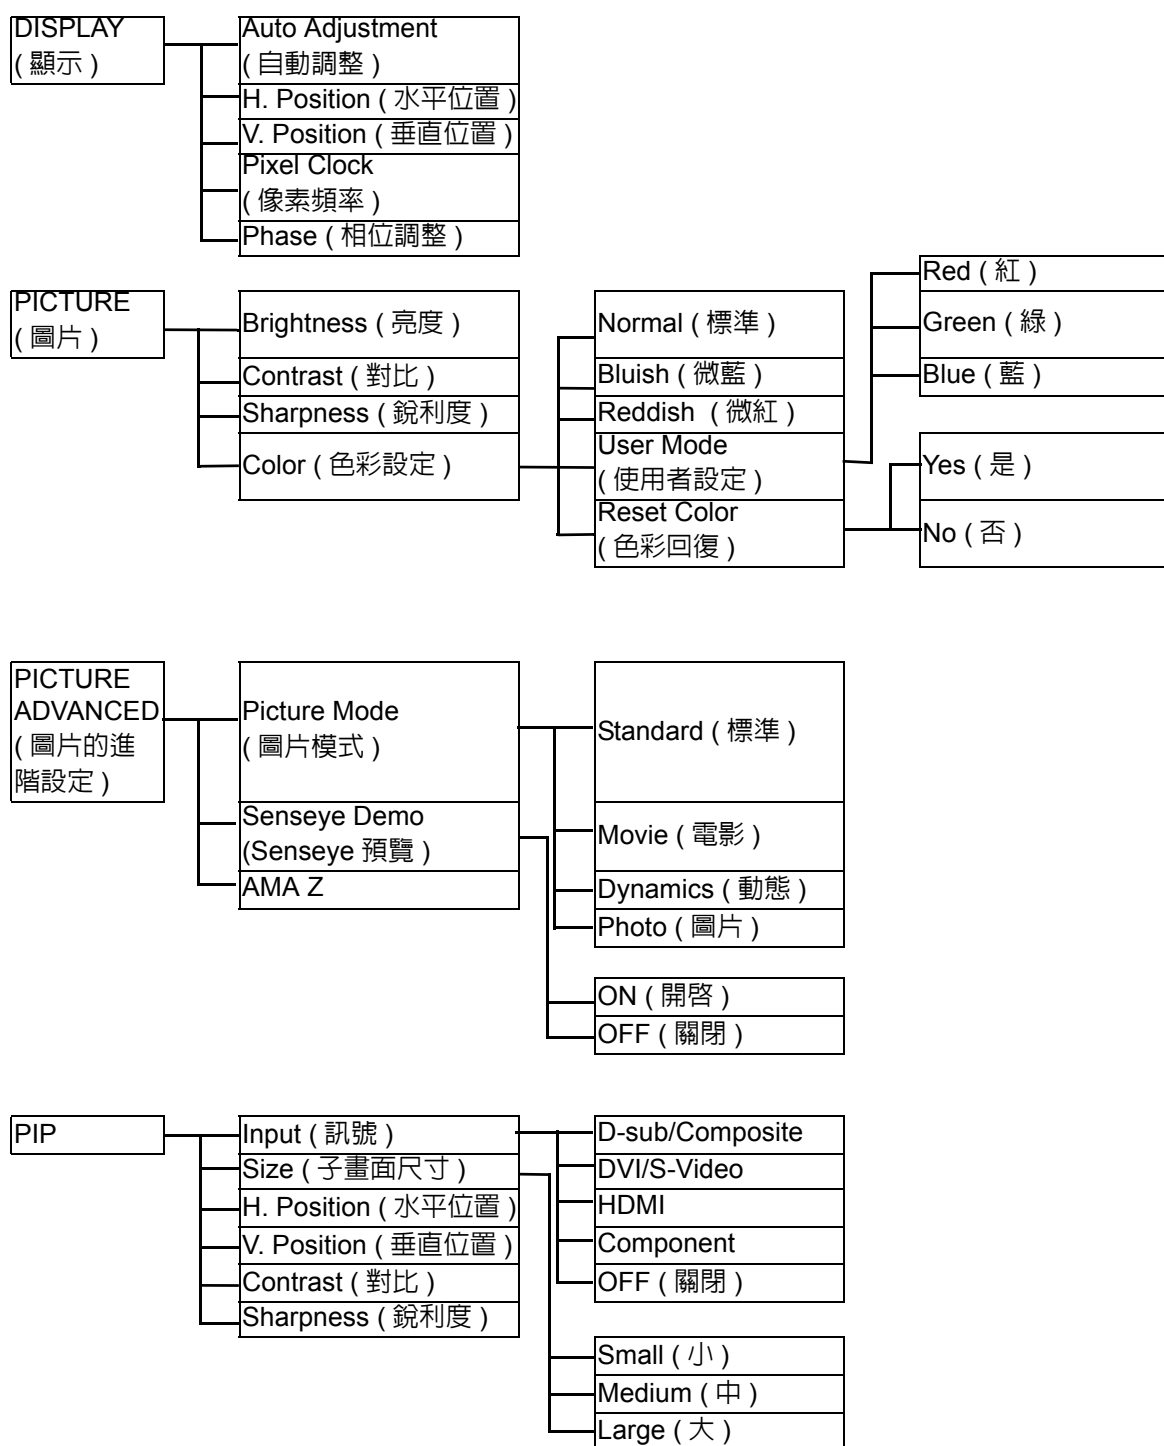 DISPLAY
( 顯示 )
Auto Adjustment
( 自動調整 )
H. Position ( 水平位置 )
V. Position ( 垂直位置 )
Pixel Clock
( 像素頻率 )
Phase ( 相位調整 )
PICTURE
( 圖片 )
Brightness ( 亮度 )
Contrast ( 對比 )
Sharpness ( 銳利度 )
Color ( 色彩設定 )
Normal ( 標準 )
Bluish ( 微藍 )
Reddish ( 微紅 )
User Mode
( 使用者設定 )
Reset Color
( 色彩回復 )
Red ( 紅 )
Green ( 綠 )
Blue ( 藍 )
Yes ( 是 )
No ( 否 )
PICTURE
ADVANCED
( 圖片的進
階設定 )
Picture Mode
( 圖片模式 )
Senseye Demo
(Senseye 預覽 )
AMA Z
Standard ( 標準 )
Movie ( 電影 )
Dynamics ( 動態 )
Photo ( 圖片 )
ON ( 開啓 )
OFF ( 關閉 )
PIP
Input ( 訊號 )
Size ( 子畫面尺寸 )
H. Position ( 水平位置 )
V. Position ( 垂直位置 )
Contrast ( 對比 )
Sharpness ( 銳利度 )
D-sub/Composite
DVI/S-Video
HDMI
Component
OFF ( 關閉 )
Small ( 小 )
Medium ( 中 )
Large ( 大 )